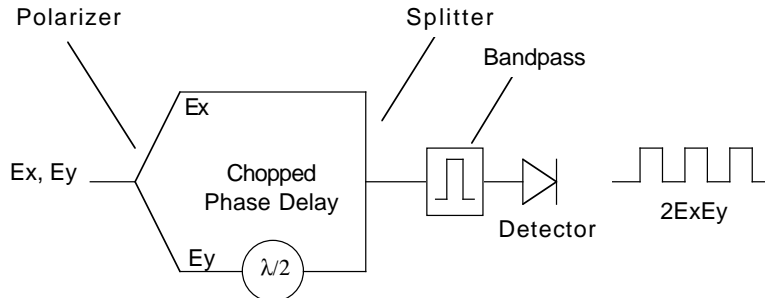 Polarizer
Splitter
Bandpass
Ex
Ex, Ey
Chopped
Phase Delay
Ey
λ/2
Detector
2ExEy